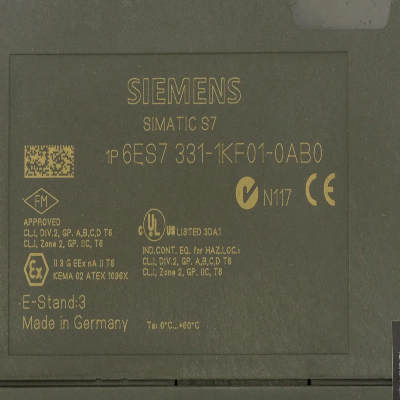 SIEMENS
SIMATIC S7
1P 6ES7 331-1KF01-0AB0
N117 CE
FM
APPROVED
CL.I, DIV.2, GP. A,B,C,D T6
CL.I, Zone 2, GP. IIC, T6
c UL us LISTED 3DA1
IND.CONT. EQ. for HAZ.LOC.:
CL.I, DIV.2, GP. A,B,C,D T6
CL.I, Zone 2, GP. IIC, T6
Ex II 3 G EEx nA II T6
KEMA 02 ATEX 1096X
E-Stand:3
Made in Germany
Ta: 0°C...+60°C